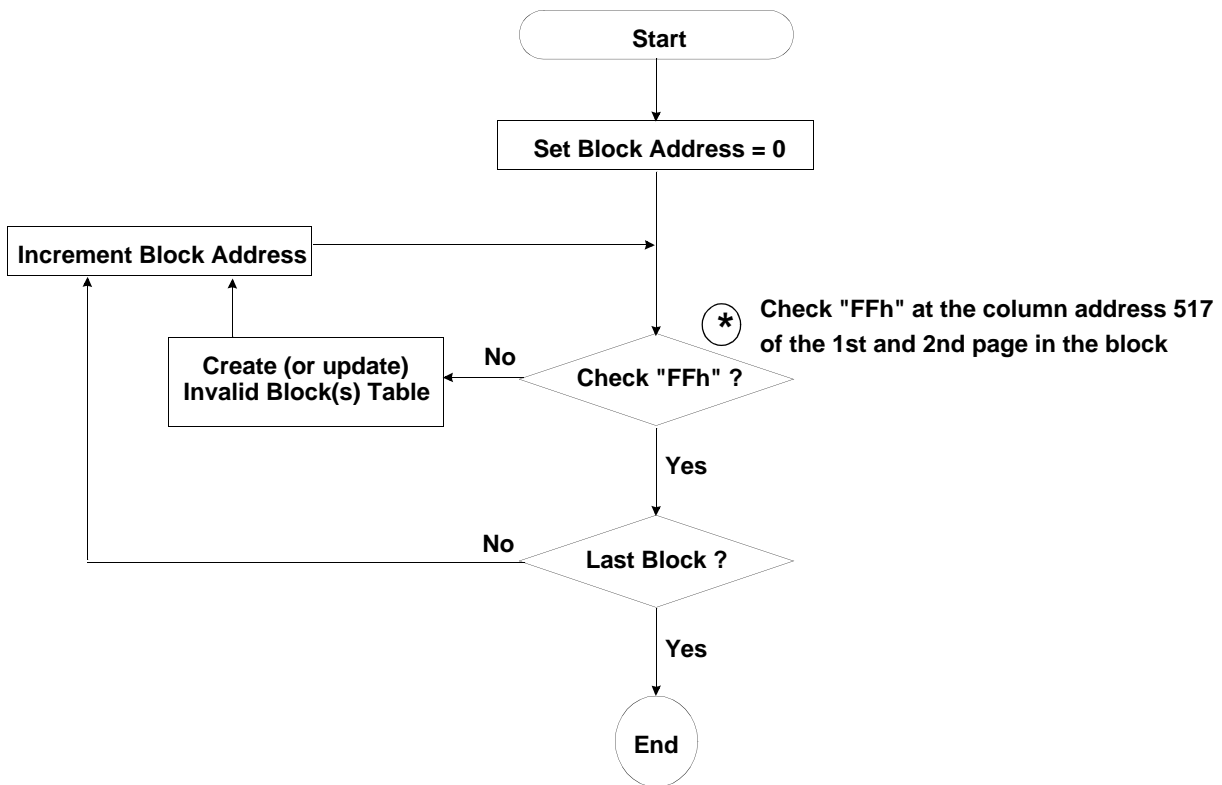 Start
Set Block Address = 0
Increment Block Address
* Check "FFh" at the column address 517
of the 1st and 2nd page in the block
No
Create (or update)
Invalid Block(s) Table
Check "FFh" ?
Yes
No
Last Block ?
Yes
End